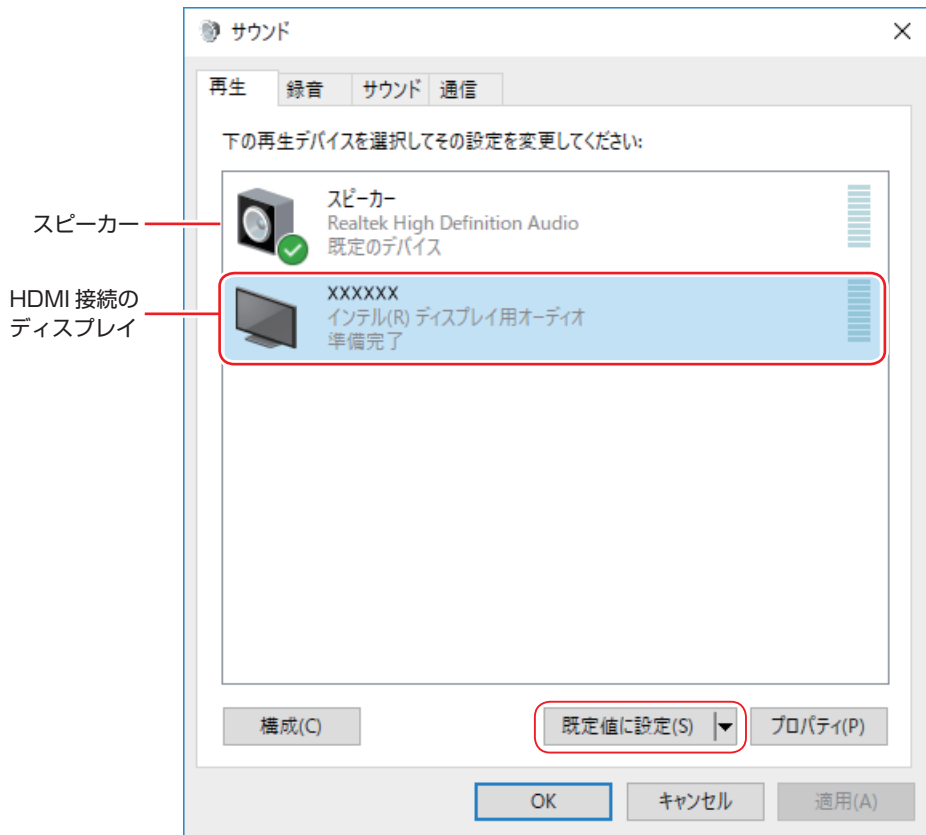 サウンド
再生
録音
サウンド
通信
下の再生デバイスを選択してその設定を変更してください:
スピーカー
スピーカー
Realtek High Definition Audio
既定のデバイス
HDMI 接続の
ディスプレイ
XXXXXX
インテル(R) ディスプレイ用オーディオ
準備完了
構成(C)
既定値に設定(S)
プロパティ(P)
OK
キャンセル
適用(A)